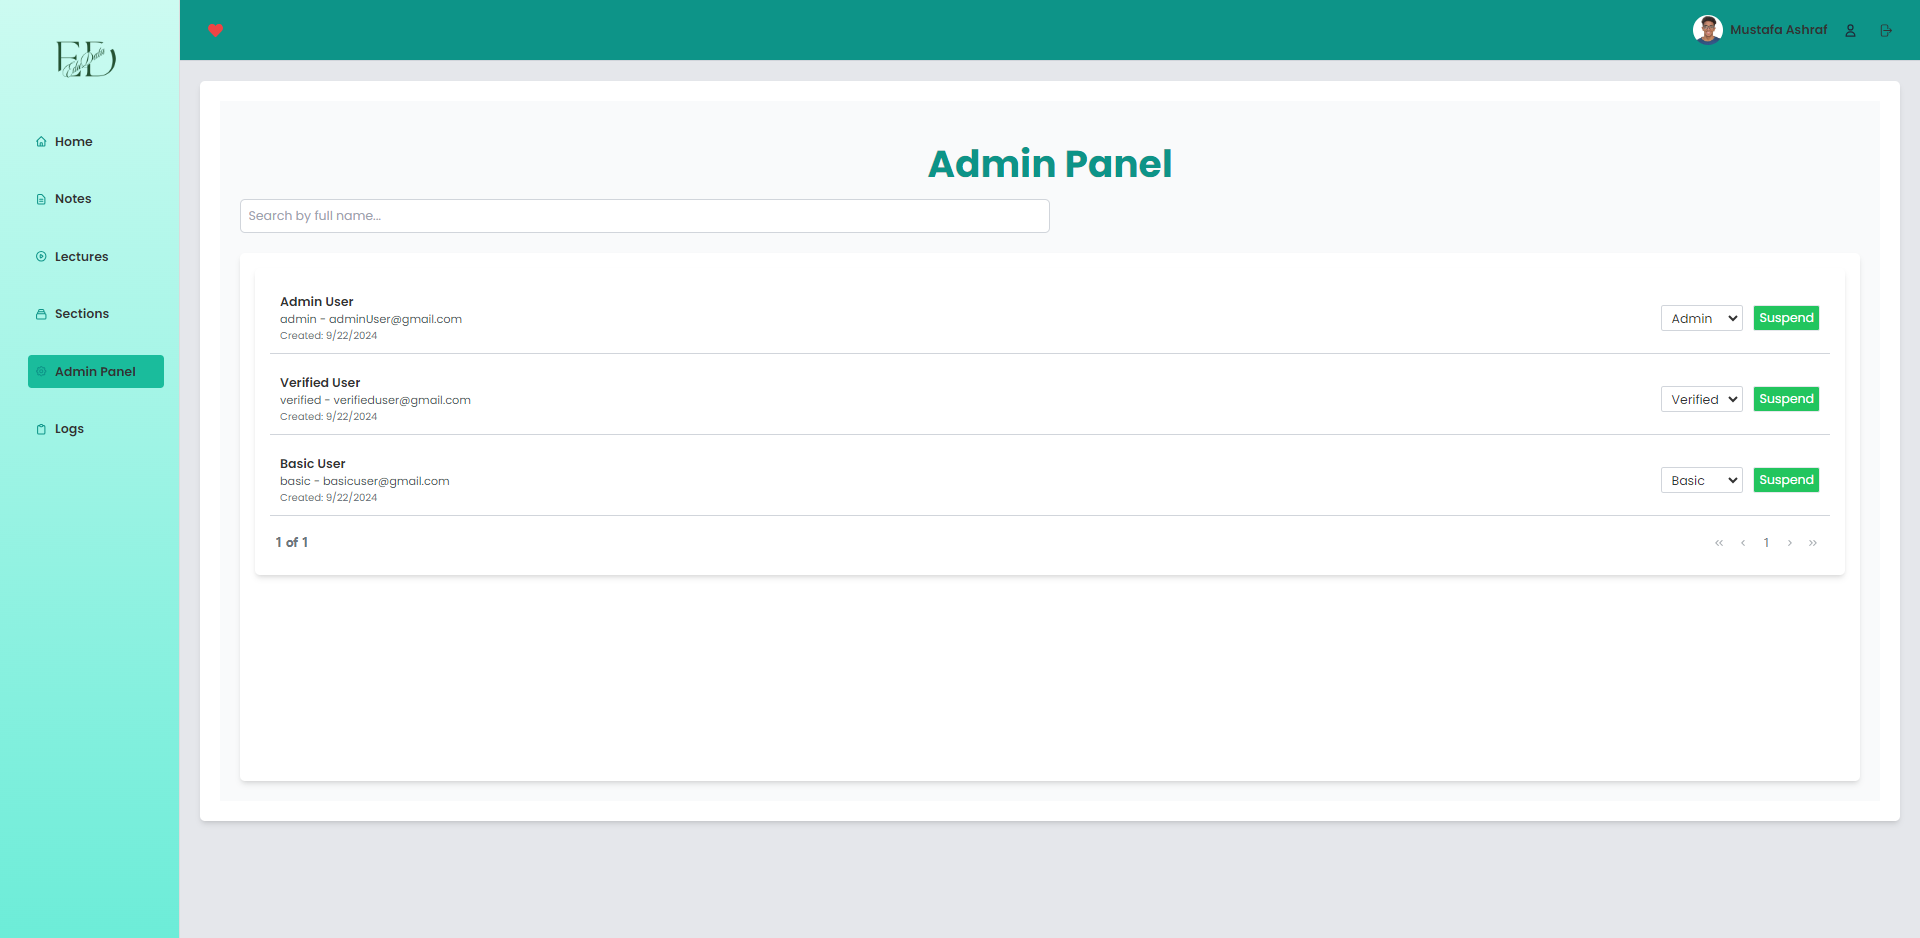 ED
Edu Data
Mustafa Ashraf
Home
Notes
Lectures
Sections
Admin Panel
Logs
Admin Panel
Search by full name...
Admin User
admin - adminUser@gmail.com
Created: 9/22/2024
Admin
Suspend
Verified User
verified - verifieduser@gmail.com
Created: 9/22/2024
Verified
Suspend
Basic User
basic - basicuser@gmail.com
Created: 9/22/2024
Basic
Suspend
1 of 1
« ‹ 1 › »